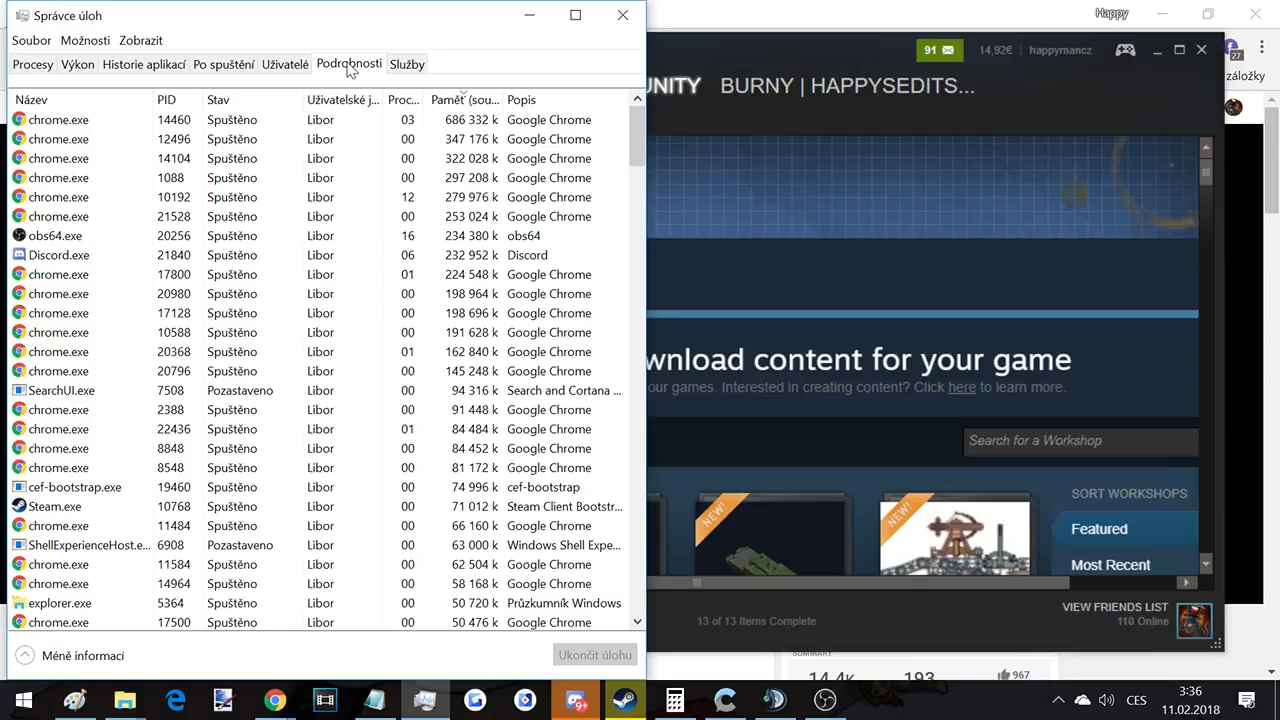 Správce úloh
Soubor Možnosti Zobrazit
Procesy Výkon Historie aplikací Po spuštění Uživatelé Podrobnosti Služby
Název PID Stav Uživatelské j... Proc... Paměť (sou... Popis
chrome.exe 14460 Spuštěno Libor 03 686 332 k Google Chrome
chrome.exe 12496 Spuštěno Libor 00 347 176 k Google Chrome
chrome.exe 14104 Spuštěno Libor 00 322 028 k Google Chrome
chrome.exe 1088 Spuštěno Libor 00 297 208 k Google Chrome
chrome.exe 10192 Spuštěno Libor 12 279 976 k Google Chrome
chrome.exe 21528 Spuštěno Libor 00 253 024 k Google Chrome
obs64.exe 20256 Spuštěno Libor 16 234 380 k obs64
Discord.exe 21840 Spuštěno Libor 06 232 952 k Discord
chrome.exe 17800 Spuštěno Libor 01 224 548 k Google Chrome
chrome.exe 20980 Spuštěno Libor 00 198 964 k Google Chrome
chrome.exe 17128 Spuštěno Libor 00 198 696 k Google Chrome
chrome.exe 10588 Spuštěno Libor 00 191 628 k Google Chrome
chrome.exe 20368 Spuštěno Libor 01 162 840 k Google Chrome
chrome.exe 20796 Spuštěno Libor 00 145 248 k Google Chrome
SearchUI.exe 7508 Pozastaveno Libor 00 94 316 k Search and Cortana ...
chrome.exe 2388 Spuštěno Libor 00 91 448 k Google Chrome
chrome.exe 22436 Spuštěno Libor 01 84 484 k Google Chrome
chrome.exe 8848 Spuštěno Libor 00 84 452 k Google Chrome
chrome.exe 8548 Spuštěno Libor 00 81 172 k Google Chrome
cef-bootstrap.exe 19460 Spuštěno Libor 00 74 996 k cef-bootstrap
Steam.exe 10768 Spuštěno Libor 00 71 012 k Steam Client Bootstr...
chrome.exe 11484 Spuštěno Libor 00 66 160 k Google Chrome
ShellExperienceHost.e... 6908 Pozastaveno Libor 00 63 000 k Windows Shell Expe...
chrome.exe 11584 Spuštěno Libor 00 62 504 k Google Chrome
chrome.exe 14964 Spuštěno Libor 00 58 168 k Google Chrome
explorer.exe 5364 Spuštěno Libor 00 50 720 k Průzkumník Windows
chrome.exe 17500 Spuštěno Libor 00 50 476 k Google Chrome
Méně informací Ukončit úlohu
Happy
27
záložky
91 14,92€ happymancz
UNITY BURNY | HAPPYSEDITS...
wnload content for your game
our games. Interested in creating content? Click here to learn more.
Search for a Workshop
NEW! NEW!
SORT WORKSHOPS
Featured
Most Recent
13 of 13 Items Complete
VIEW FRIENDS LIST
110 Online
SUMMARY
14,4K 193 967
9+
CES
3:36
11.02.2018